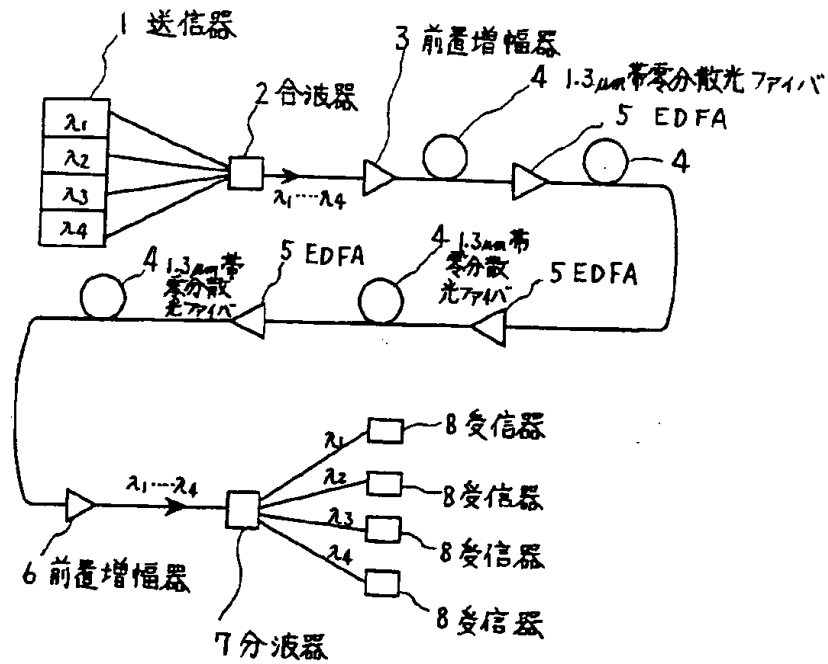 1 送信器
λ1
λ2
λ3
λ4
2 合波器
λ1‥‥λ4
3 前置増幅器
4 1.3μm帯零分散光ファイバ
5 EDFA
4
4 1.3μm帯
零分散
光ファイバ
5 EDFA
4 1.3μm帯
零分散
光ファイバ
5 EDFA
λ1‥‥λ4
6 前置増幅器
7 分波器
λ1
λ2
λ3
λ4
8 受信器
8 受信器
8 受信器
8 受信器